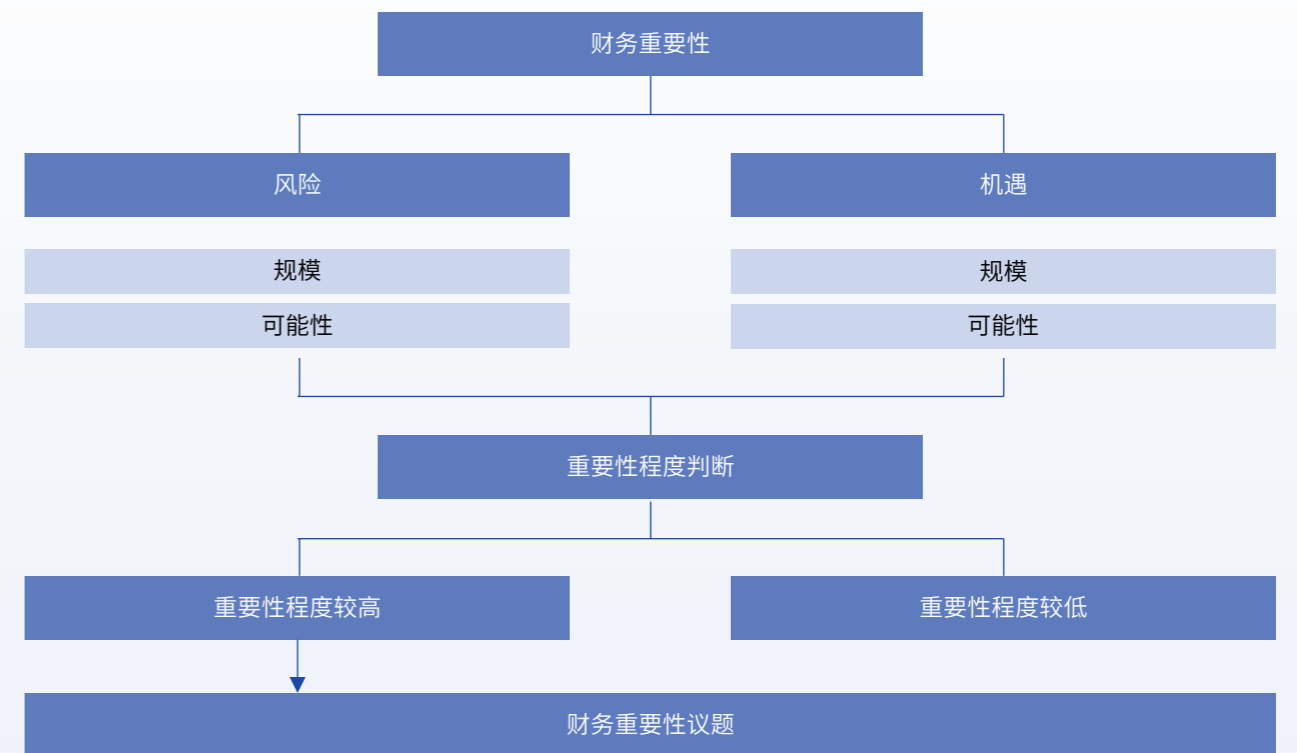 财务重要性
风险
机遇
规模
规模
可能性
可能性
重要性程度判断
重要性程度较高
重要性程度较低
财务重要性议题